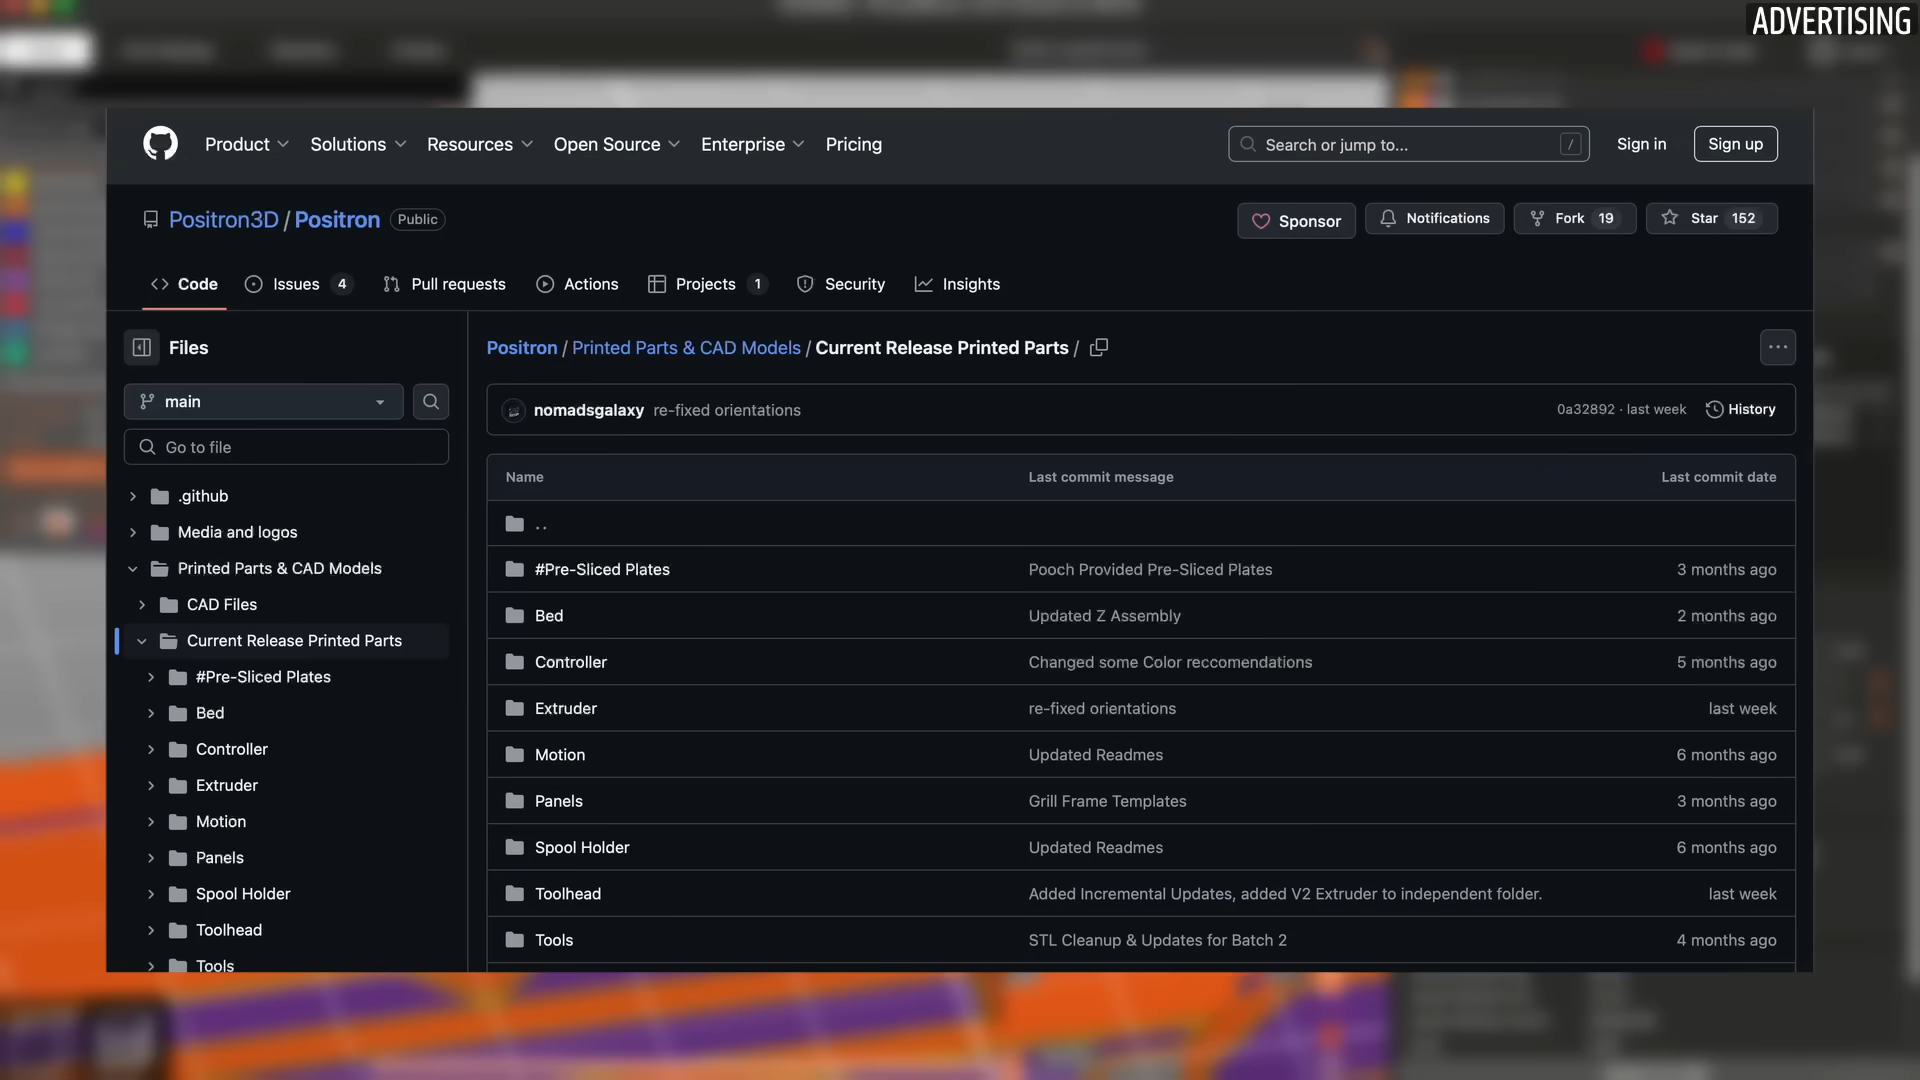 ADVERTISING
Product Solutions Resources Open Source Enterprise Pricing Search or jump to... / Sign in Sign up
Positron3D / Positron Public Sponsor Notifications Fork 19 Star 152
Code Issues 4 Pull requests Actions Projects 1 Security Insights
Files
main
Go to file
.github
Media and logos
Printed Parts & CAD Models
CAD Files
Current Release Printed Parts
#Pre-Sliced Plates
Bed
Controller
Extruder
Motion
Panels
Spool Holder
Toolhead
Tools
Positron / Printed Parts & CAD Models / Current Release Printed Parts /
nomadsgalaxy re-fixed orientations 0a32892 · last week History
Name Last commit message Last commit date
..
#Pre-Sliced Plates Pooch Provided Pre-Sliced Plates 3 months ago
Bed Updated Z Assembly 2 months ago
Controller Changed some Color reccomendations 5 months ago
Extruder re-fixed orientations last week
Motion Updated Readmes 6 months ago
Panels Grill Frame Templates 3 months ago
Spool Holder Updated Readmes 6 months ago
Toolhead Added Incremental Updates, added V2 Extruder to independent folder. last week
Tools STL Cleanup & Updates for Batch 2 4 months ago